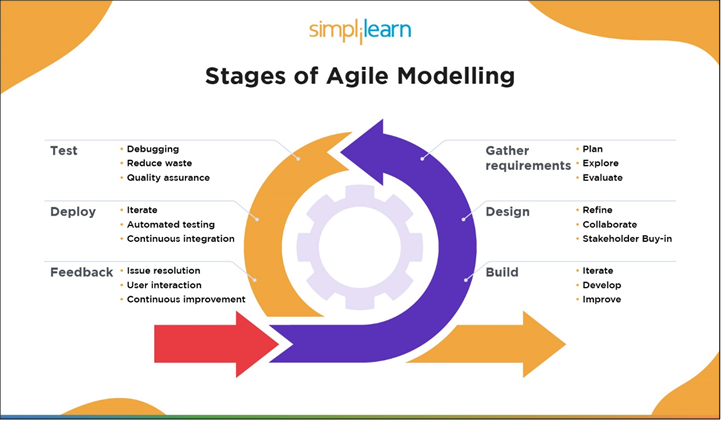 simplilearn
Stages of Agile Modelling
Test
• Debugging
• Reduce waste
• Quality assurance
Deploy
• Iterate
• Automated testing
• Continuous integration
Feedback
• Issue resolution
• User interaction
• Continuous improvement
Gather
requirements
• Plan
• Explore
• Evaluate
Design
• Refine
• Collaborate
• Stakeholder Buy-in
Build
• Iterate
• Develop
• Improve